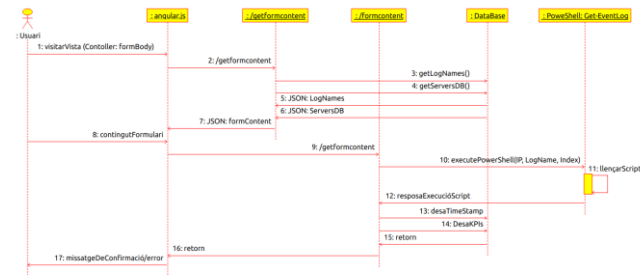 : Usuari
: angular.js
: /getformcontent
: /formcontent
: DataBase
: PoweShell: Get-EventLog
1: visitarVista (Contoller: formBody)
2: /getformcontent
3: getLogNames()
4: getServersDB()
5: JSON: LogNames
6: JSON: ServersDB
7: JSON: formContent
8: contingutFormulari
9: /getformcontent
10: executePowerShell(IP, LogName, Index)
11: llençarScript
12: resposaExecucióScript
13: desaTimeStamp
14: DesaKPIs
15: retorn
16: retorn
17: missatgeDeConfirmació/error